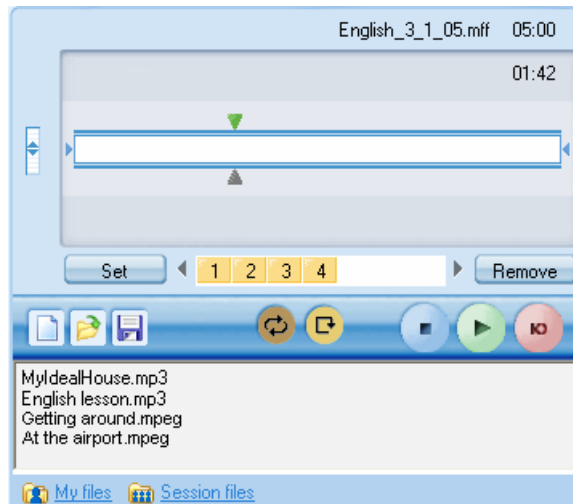 English_3_1_05.mff 05:00
01:42
Set 1 2 3 4 Remove
MyIdealHouse.mp3
English lesson.mp3
Getting around.mpeg
At the airport.mpeg
My files Session files